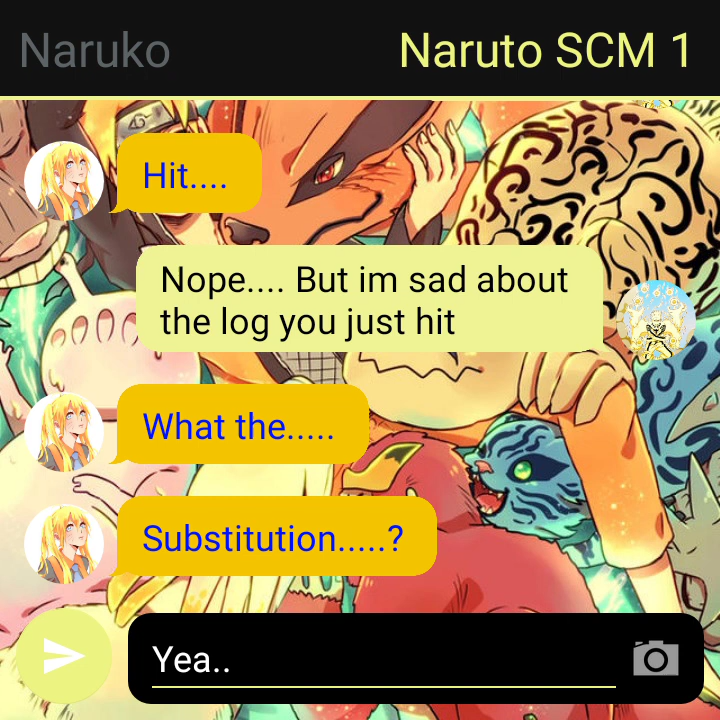 Naruko
Naruto SCM 1
Hit....
Nope.... But im sad about
the log you just hit
What the.....
Substitution.....?
Yea..